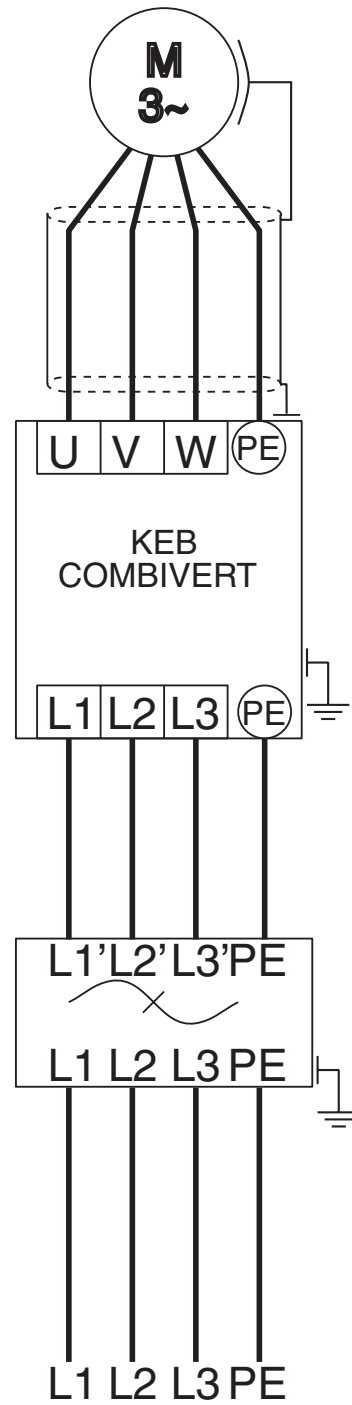 M
3~
U V W PE
KEB
COMBIVERT
L1 L2 L3 PE
L1' L2' L3' PE
L1 L2 L3 PE
L1 L2 L3 PE